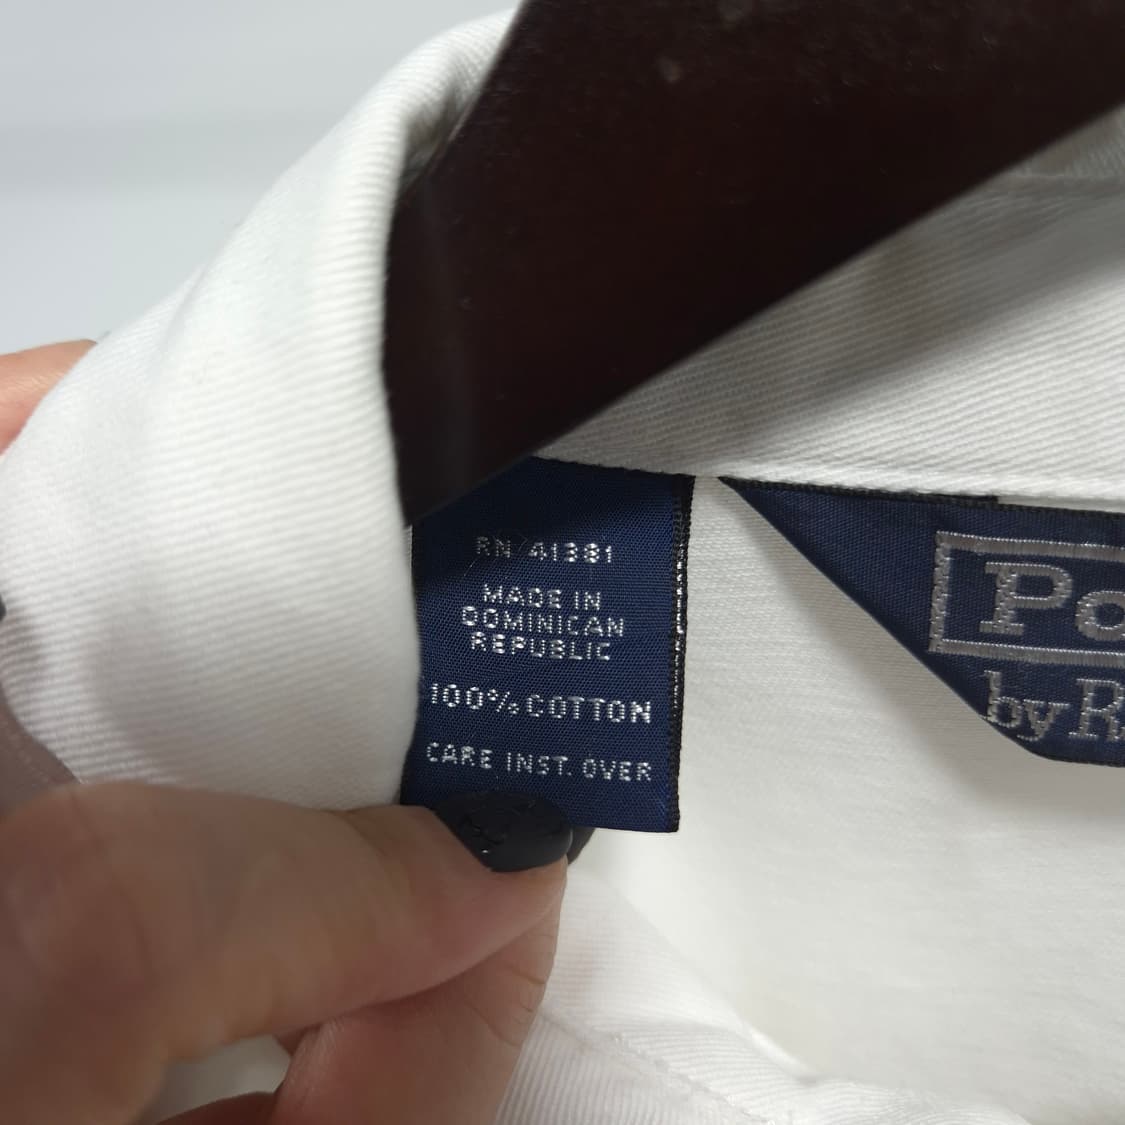 RN 41381
MADE IN
DOMINICAN
REPUBLIC
100% COTTON
CARE INST. OVER
Po
by R